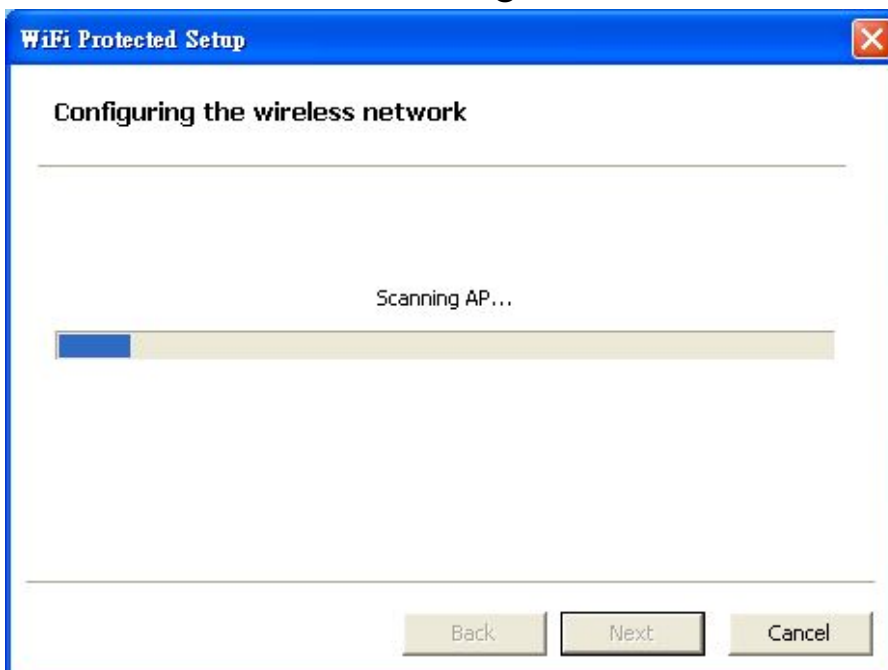 WiFi Protected Setup
Configuring the wireless network
Scanning AP...
Back Next Cancel